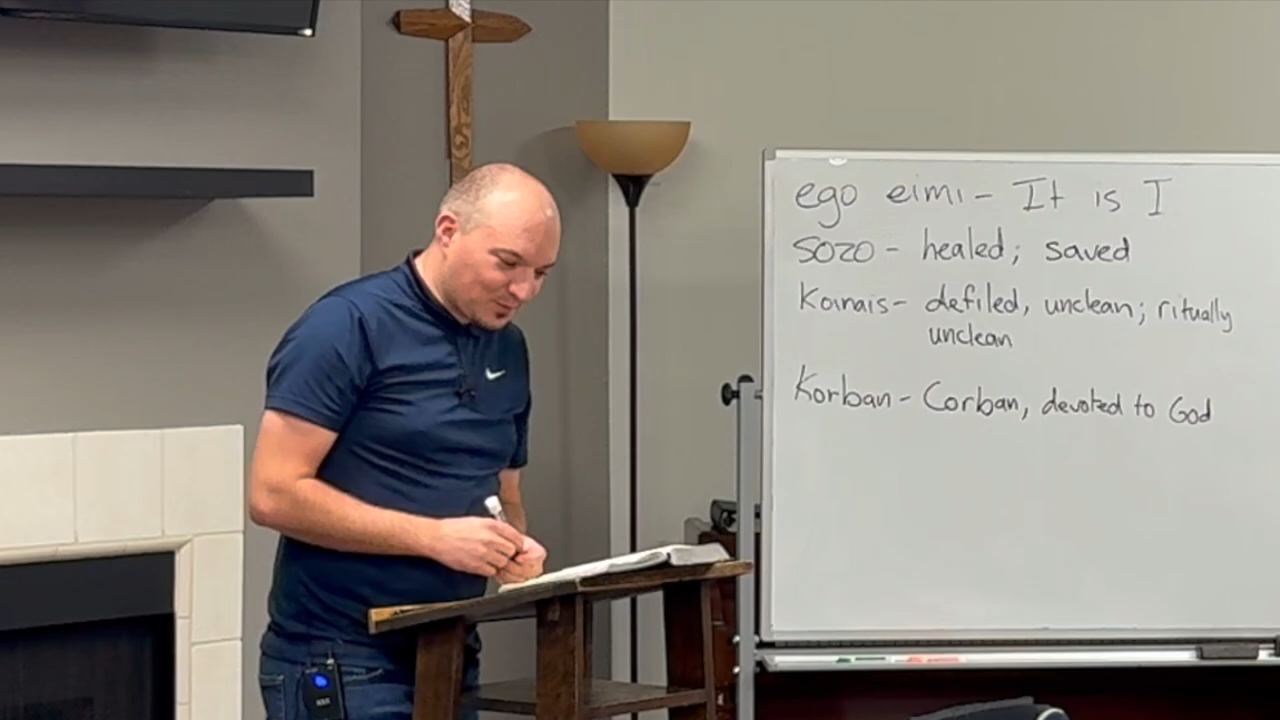 ego eimi - It is I
sozo - healed; saved
Koinais - defiled, unclean; ritually
unclean
Korban - Corban, devoted to God